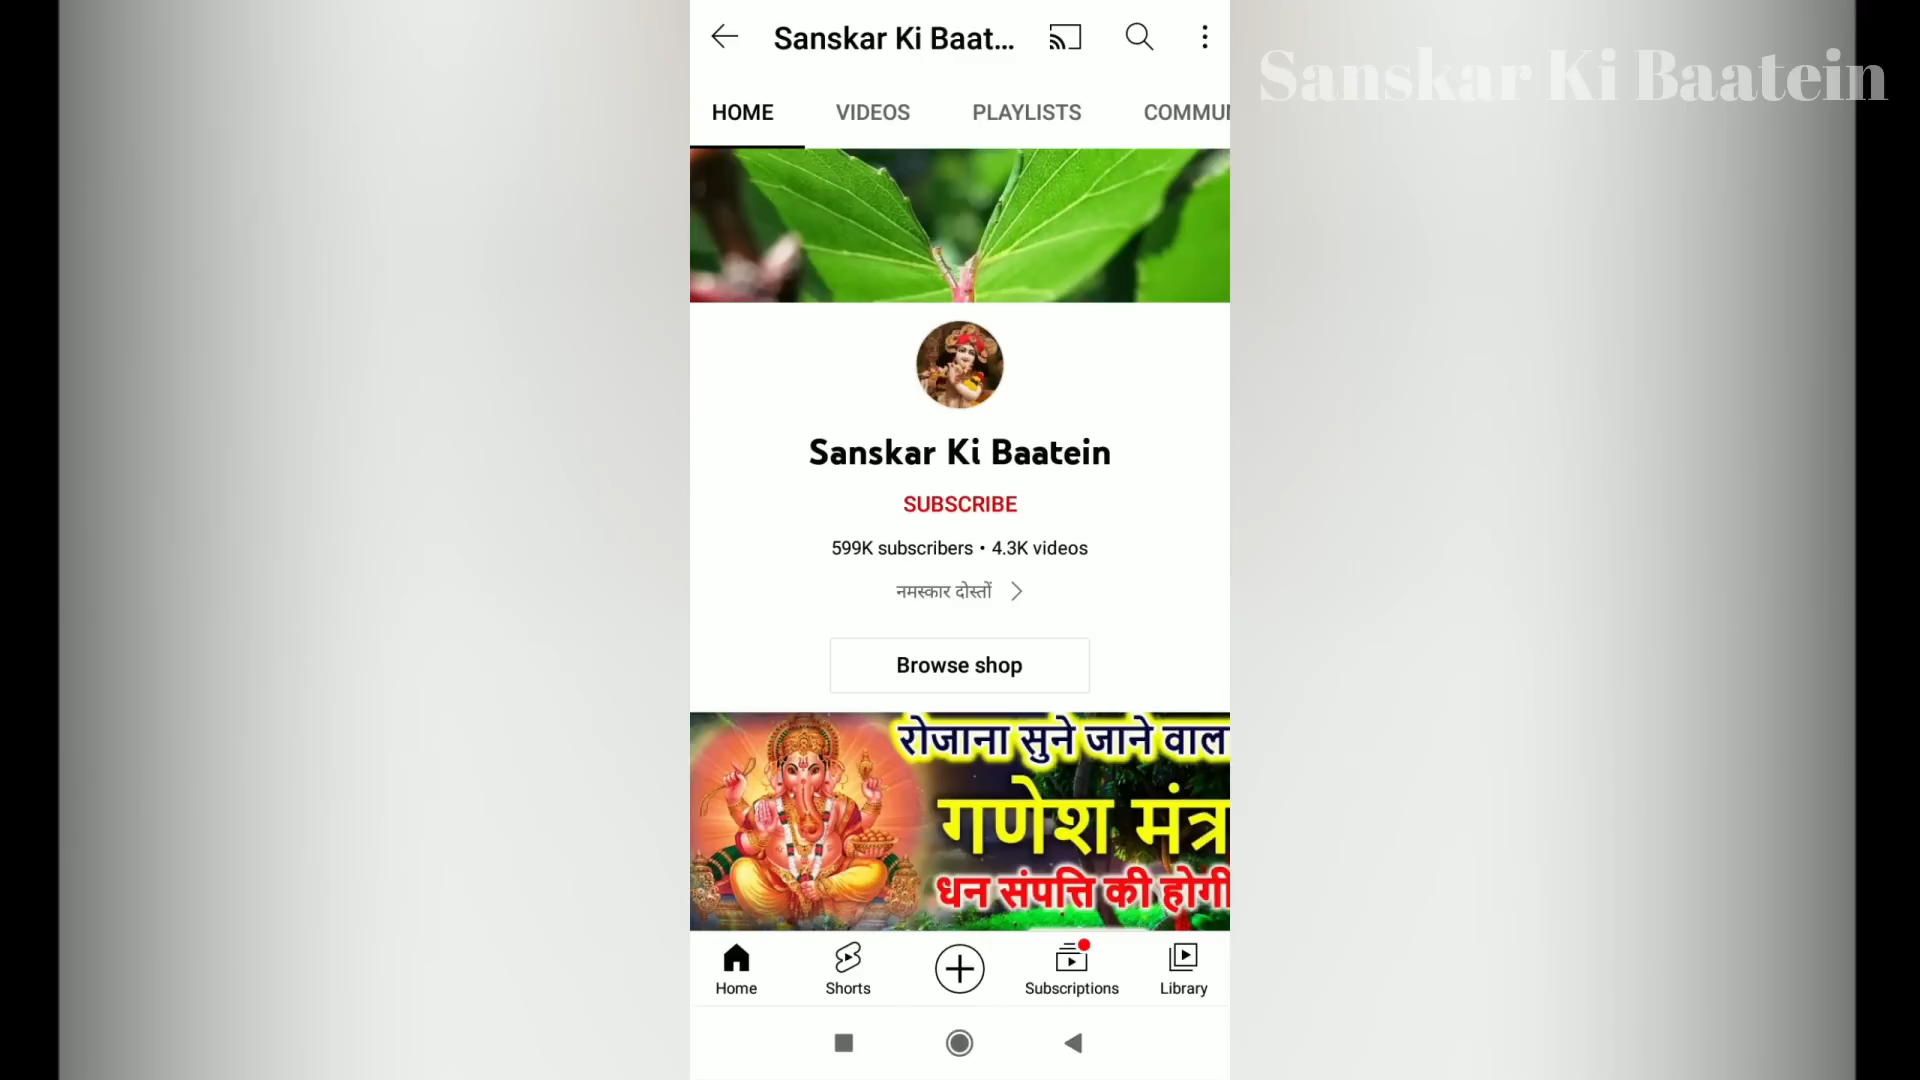 Sanskar Ki Baat...
Sanskar Ki Baatein
HOME VIDEOS PLAYLISTS COMMU
Sanskar Ki Baatein
SUBSCRIBE
599K subscribers • 4.3K videos
नमस्कार दोस्तों
Browse shop
रोजाना सुने जाने वाल
गणेश मंत्र
धन संपत्ति की होगी
Home Shorts Subscriptions Library